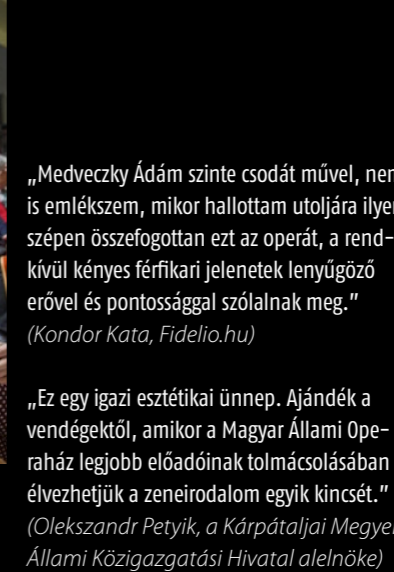 „Medveczky Ádám szinte csodát művel, nem
is emlékszem, mikor hallottam utoljára ilyen
szépen összefogottan ezt az operát, a rend-
kívül kényes férfikari jelenetek lenyűgöző
erővel és pontossággal szólalnak meg.”
(Kondor Kata, Fidelio.hu)
„Ez egy igazi esztétikai ünnep. Ajándék a
vendégektől, amikor a Magyar Állami Ope-
raház legjobb előadóinak tolmácsolásában
élvezhetjük a zeneirodalom egyik kincsét.”
(Olekszandr Petyik, a Kárpátaljai Megyei
Állami Közigazgatási Hivatal alelnöke)